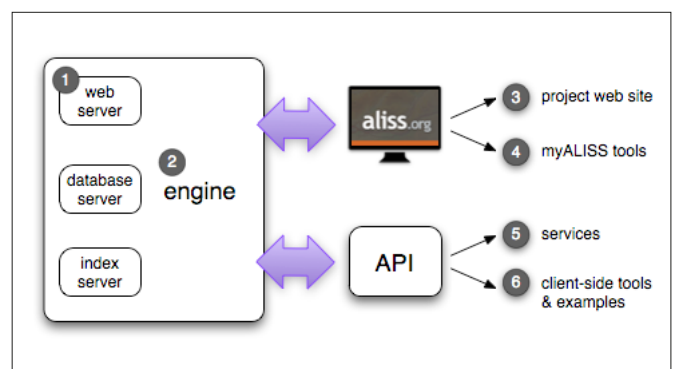 1
web
server
2
engine
database
server
index
server
aliss.org
3 project web site
4 myALISS tools
API
5 services
6 client-side tools
& examples